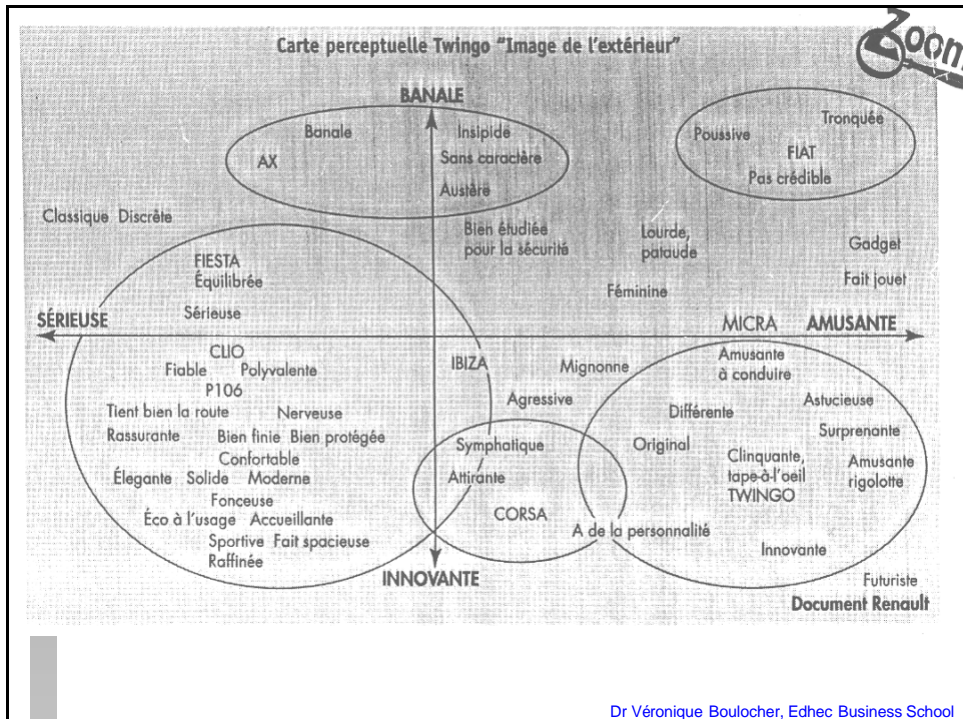 Zoom
Carte perceptuelle Twingo "Image de l'extérieur"
BANALE
Banale
Insipide
AX
Sans caractère
Austère
Tronquée
Poussive
FIAT
Pas crédible
Classique Discrète
Bien étudiée
pour la sécurité
Lourde,
pataude
Gadget
Fait jouet
Féminine
FIESTA
Équilibrée
Sérieuse
SÉRIEUSE
MICRA
AMUSANTE
CLIO
Fiable Polyvalente
P106
Tient bien la route Nerveuse
Rassurante Bien finie Bien protégée
Confortable
Élegante Solide Moderne
Fonceuse
Éco à l'usage Accueillante
Sportive Fait spacieuse
Raffinée
IBIZA
Mignonne
Agressive
Symphatique
Attirante
CORSA
A de la personnalité
Amusante
à conduire
Différente
Astucieuse
Original
Surprenante
Clinquante,
tape-à-l'oeil
TWINGO
Amusante
rigolotte
Innovante
INNOVANTE
Futuriste
Document Renault
Dr Véronique Boulocher, Edhec Business School